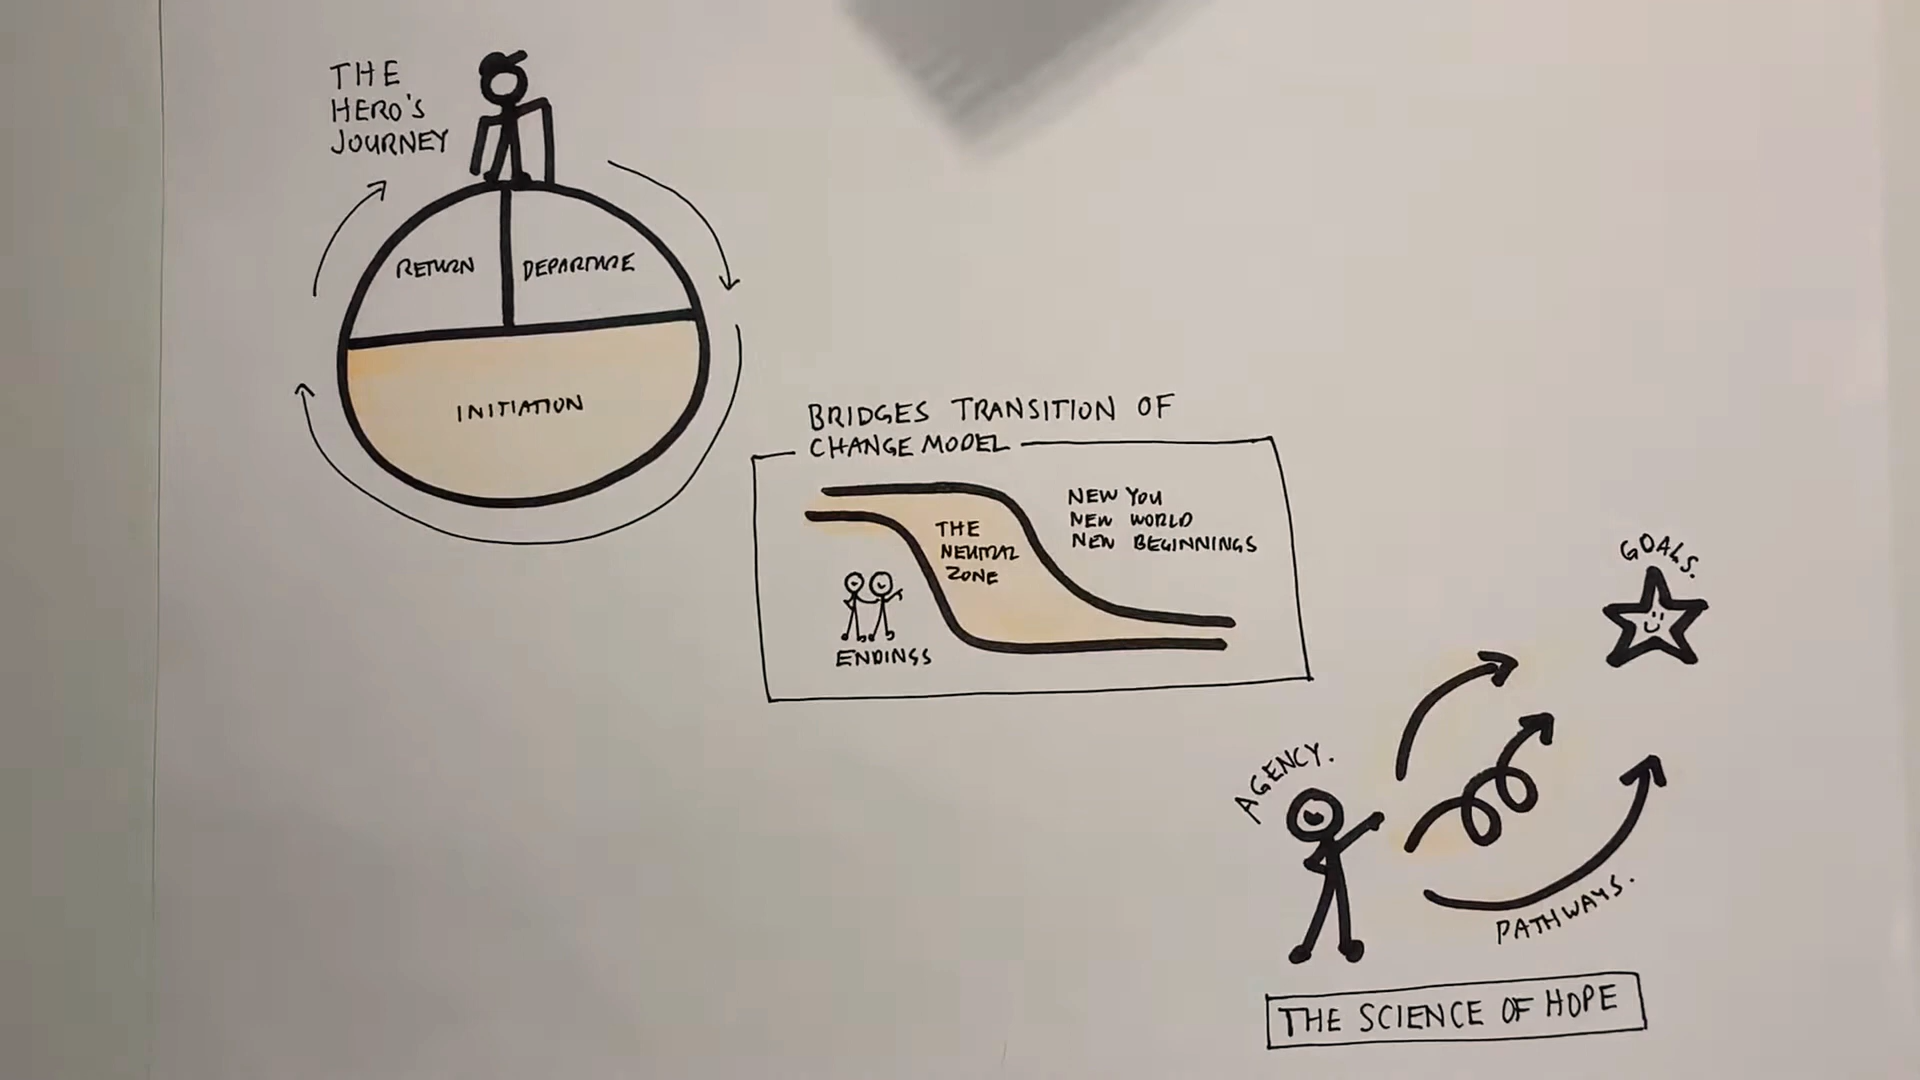 THE
HERO'S
JOURNEY
RETURN
DEPARTURE
INITIATION
BRIDGES TRANSITION OF
CHANGE MODEL
THE
NEUTRAL
ZONE
NEW YOU
NEW WORLD
NEW BEGINNINGS
ENDINGS
GOALS.
AGENCY.
PATHWAYS.
THE SCIENCE OF HOPE